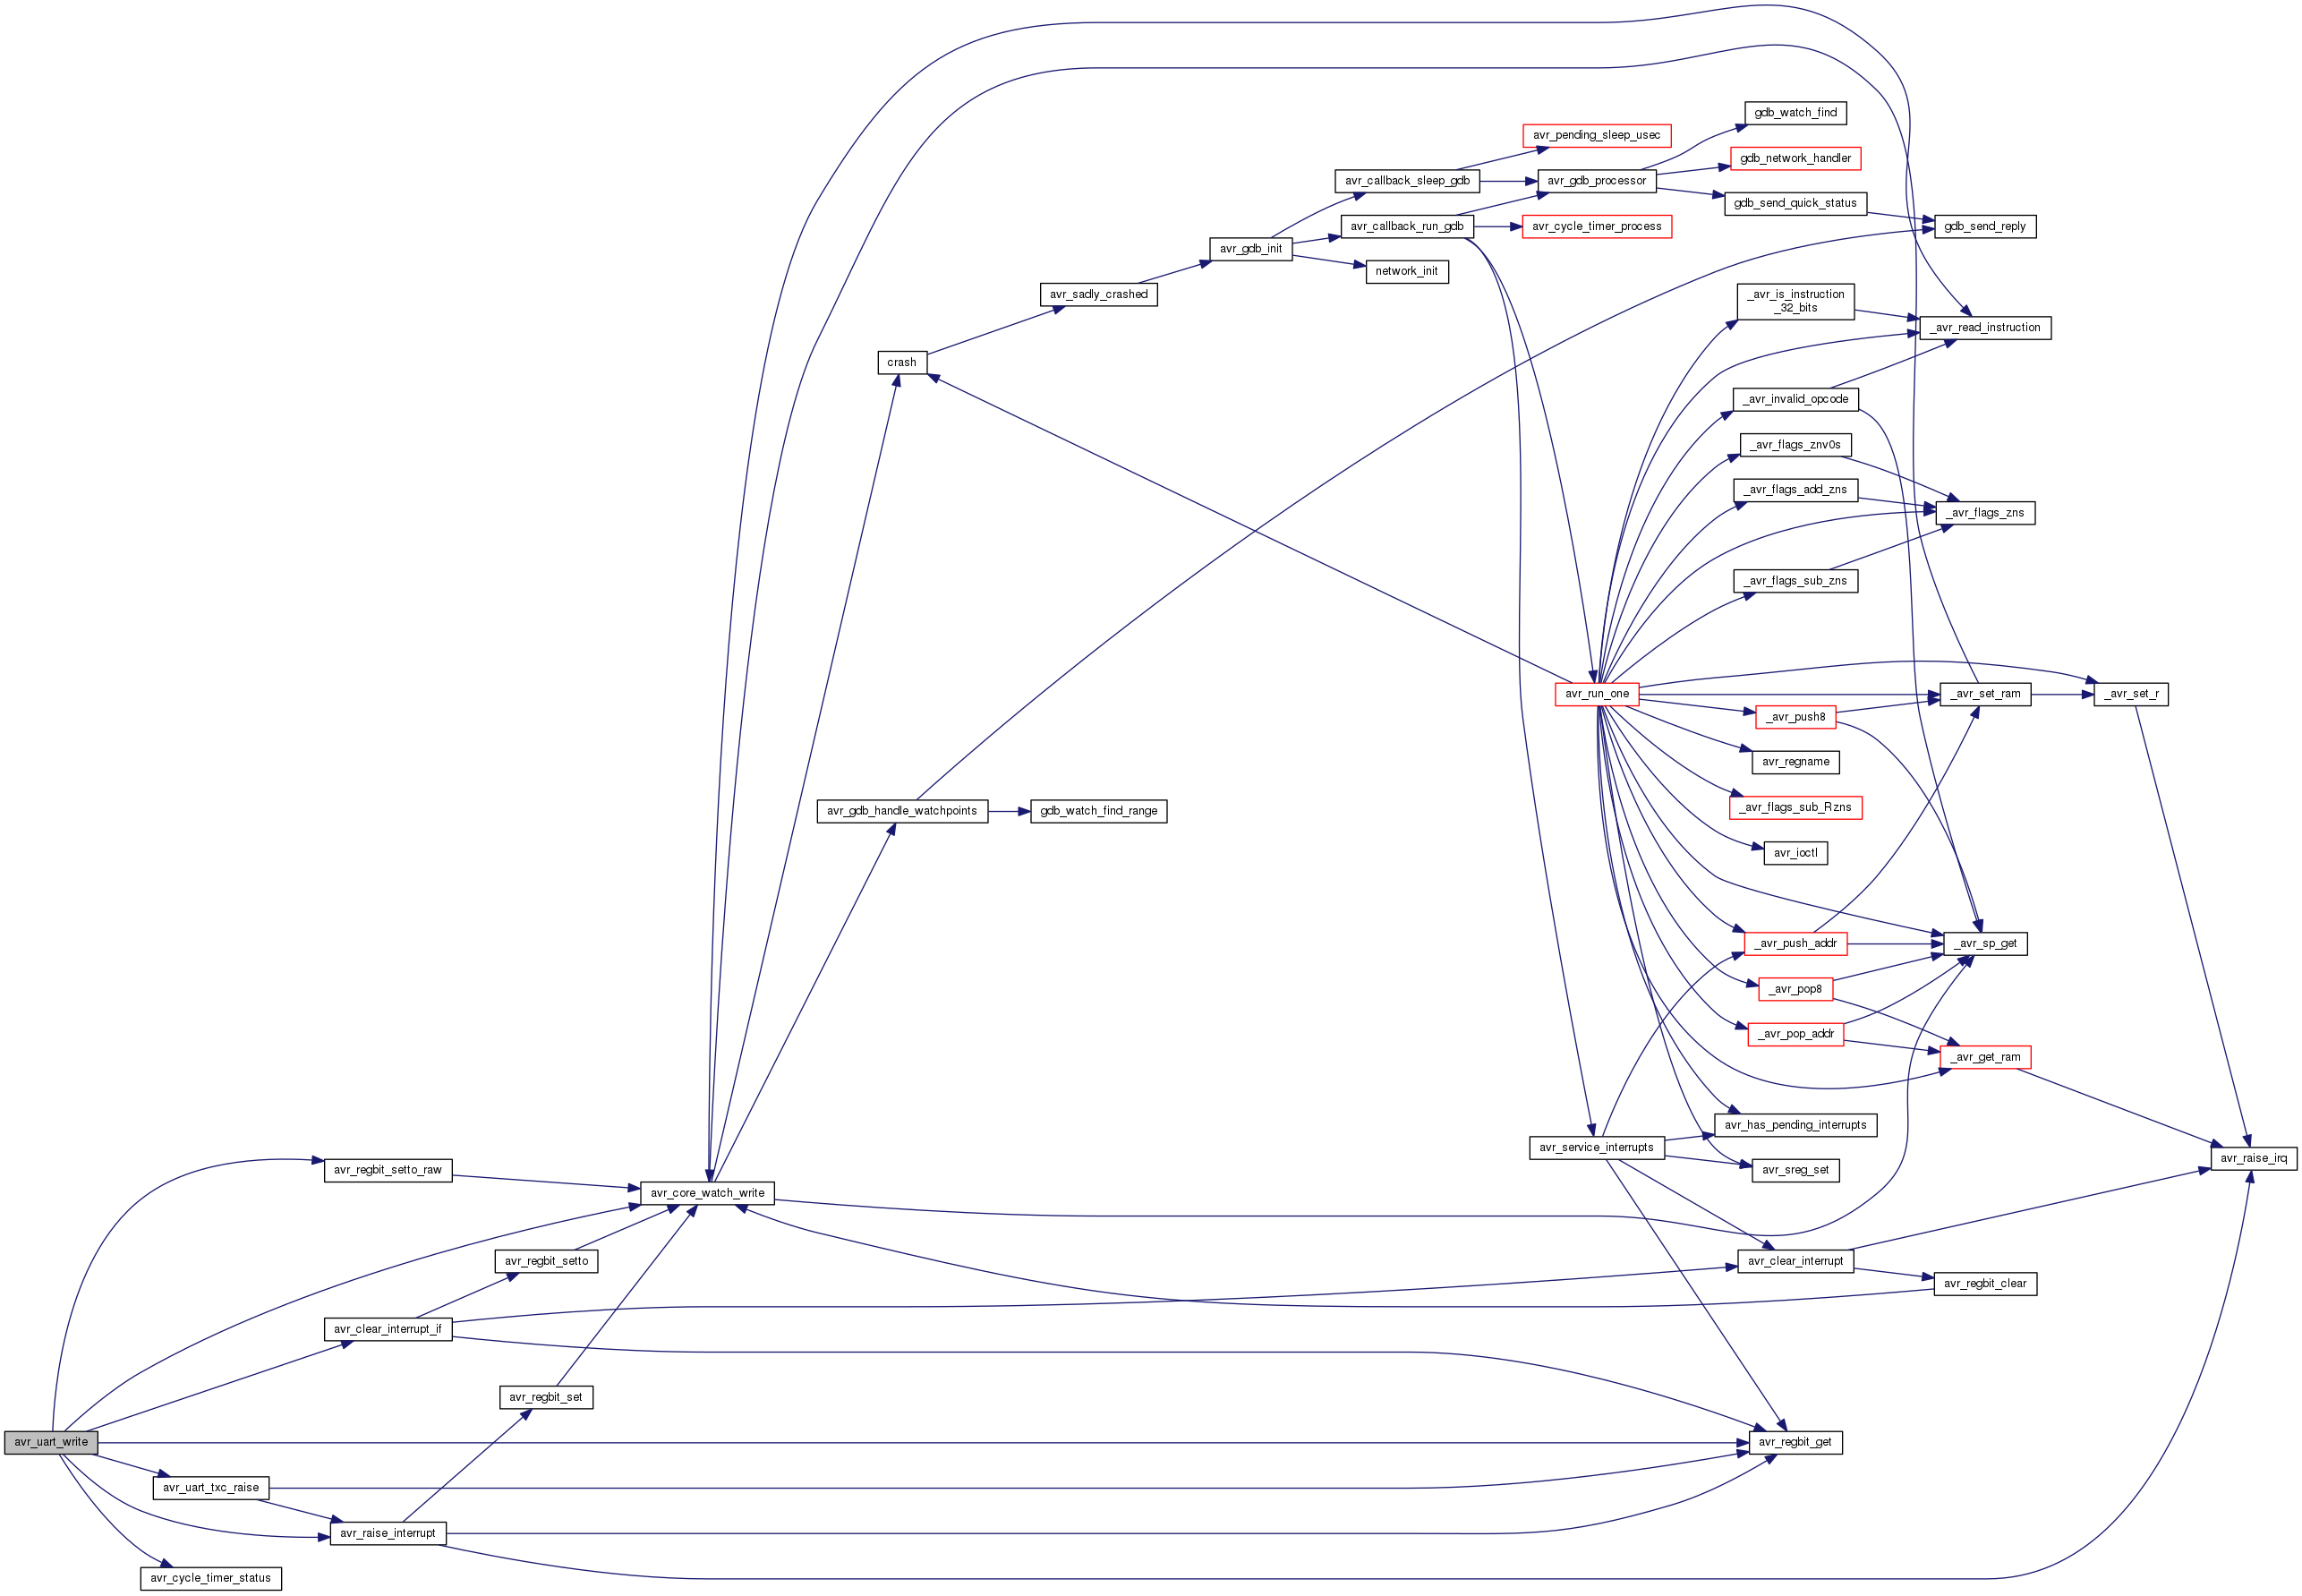 gdb_watch_find
avr_pending_sleep_usec
gdb_network_handler
avr_callback_sleep_gdb
avr_gdb_processor
gdb_send_quick_status
avr_callback_run_gdb
avr_cycle_timer_process
gdb_send_reply
avr_gdb_init
network_init
avr_sadly_crashed
_avr_is_instruction
_32_bits
_avr_read_instruction
crash
_avr_invalid_opcode
_avr_flags_znv0s
_avr_flags_add_zns
_avr_flags_zns
_avr_flags_sub_zns
avr_run_one
_avr_set_ram
_avr_set_r
_avr_push8
avr_regname
_avr_flags_sub_Rzns
avr_gdb_handle_watchpoints
gdb_watch_find_range
avr_ioctl
_avr_push_addr
_avr_sp_get
_avr_pop8
_avr_pop_addr
_avr_get_ram
avr_has_pending_interrupts
avr_service_interrupts
avr_raise_irq
avr_regbit_setto_raw
avr_sreg_set
avr_core_watch_write
avr_regbit_setto
avr_clear_interrupt
avr_regbit_clear
avr_clear_interrupt_if
avr_regbit_set
avr_uart_write
avr_regbit_get
avr_uart_txc_raise
avr_raise_interrupt
avr_cycle_timer_status